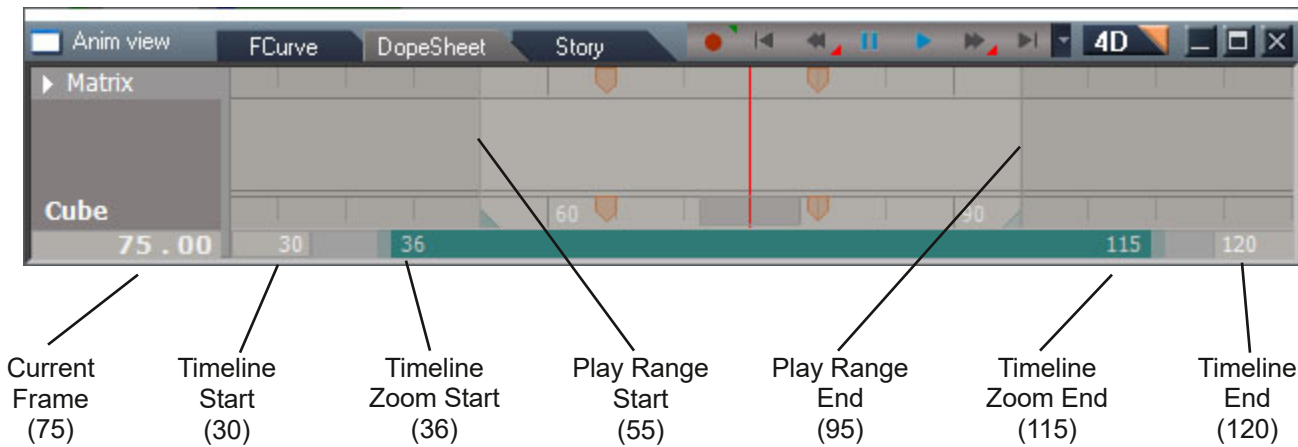 Anim view FCurve DopeSheet Story 4D
Matrix
60 90
Cube
75.00 30 36 115 120
Current Timeline Timeline Play Range Play Range Timeline Timeline
Frame Start Zoom Start Start End Zoom End End
(75) (30) (36) (55) (95) (115) (120)